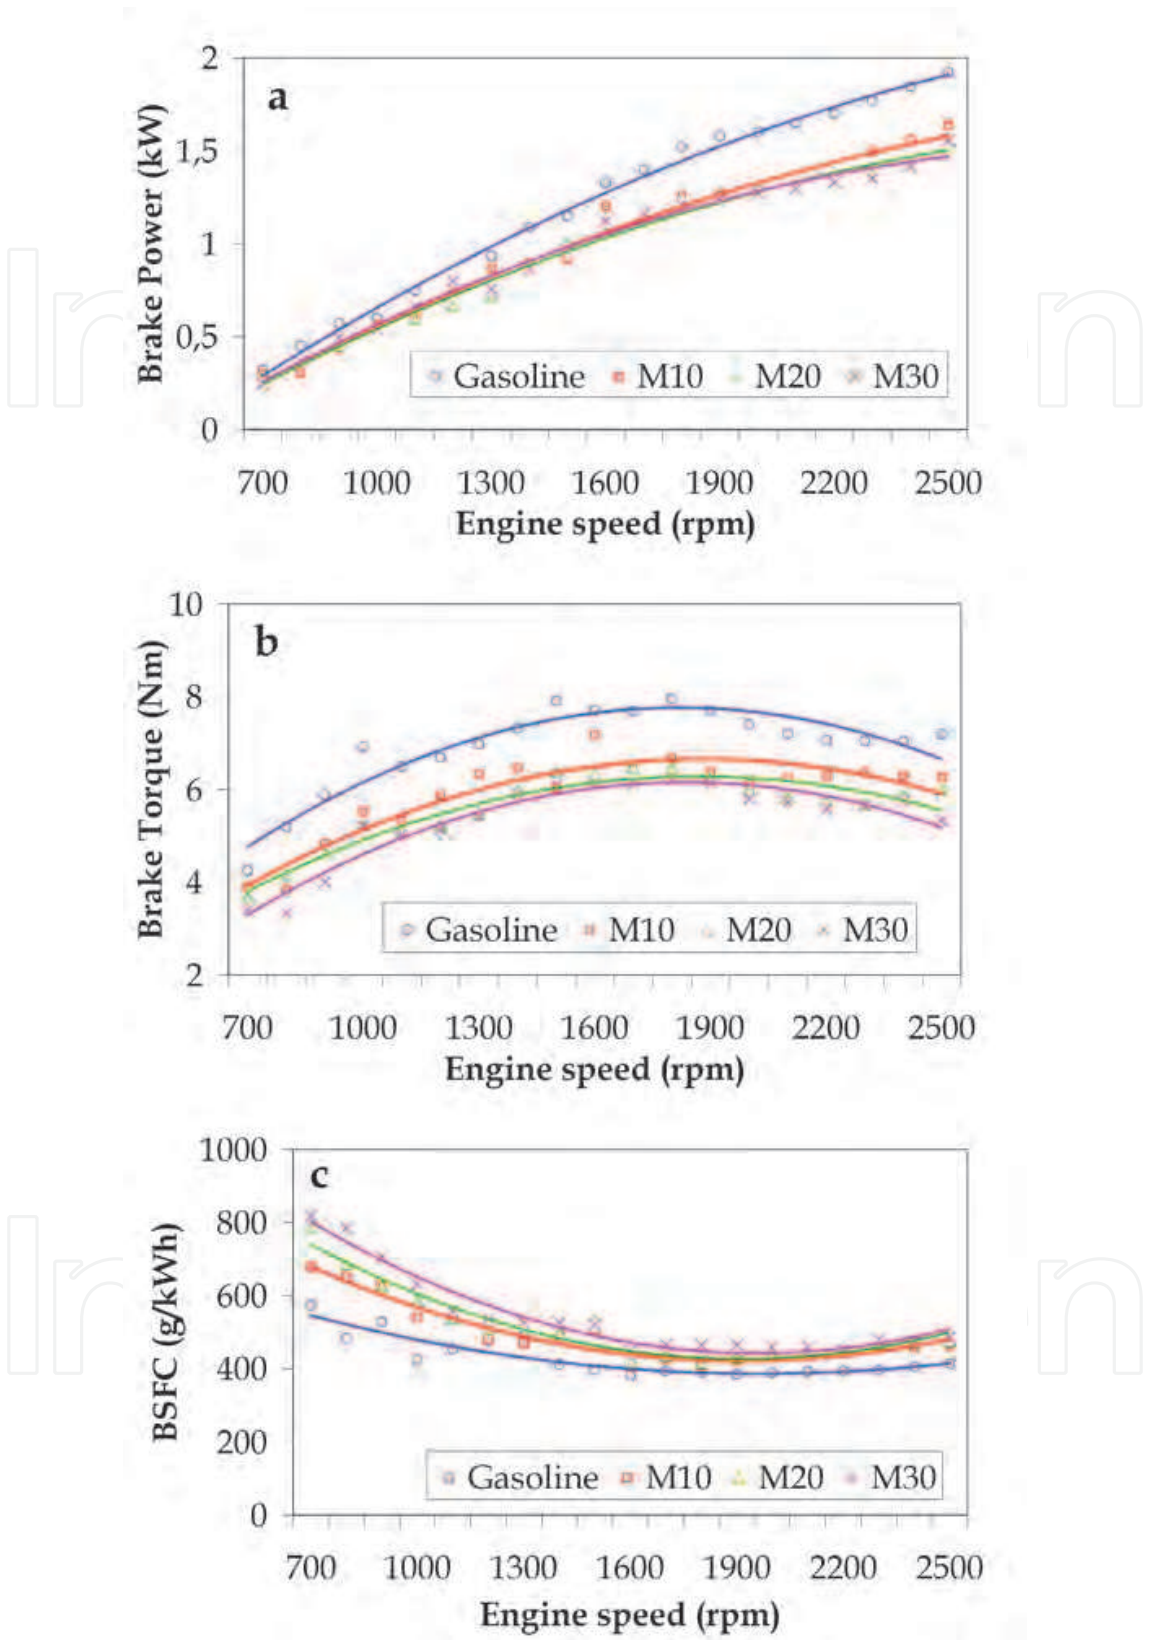 a
2
1,5
1
0,5
0
Brake Power (kW)
Gasoline M10 M20 M30
700 1000 1300 1600 1900 2200 2500
Engine speed (rpm)
b
10
8
6
4
2
Brake Torque (Nm)
Gasoline M10 M20 M30
700 1000 1300 1600 1900 2200 2500
Engine speed (rpm)
c
1000
800
600
400
200
0
BSFC (g/kWh)
Gasoline M10 M20 M30
700 1000 1300 1600 1900 2200 2500
Engine speed (rpm)